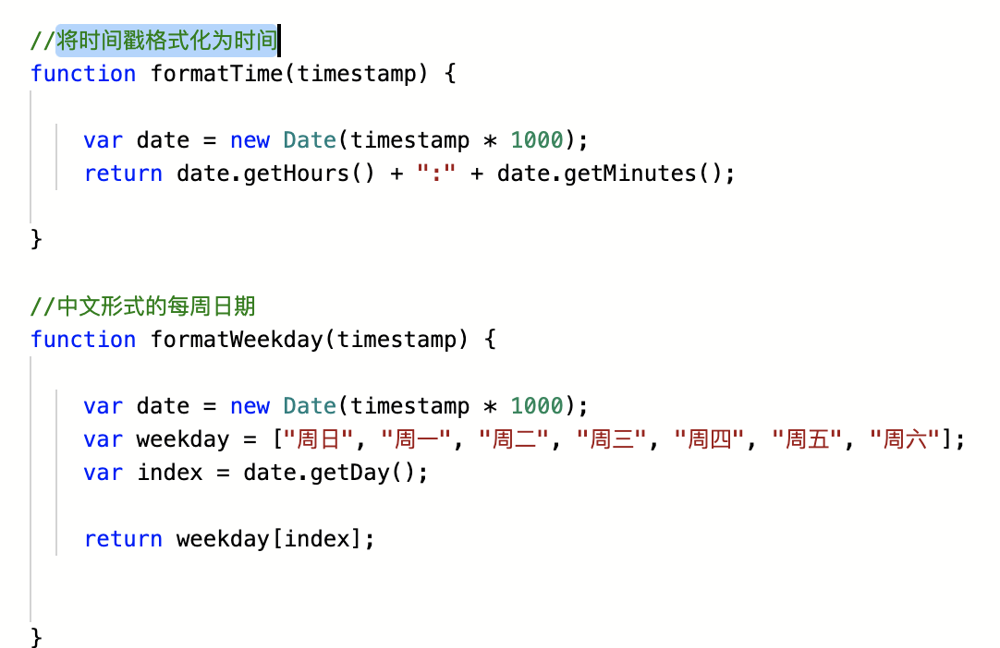 //将时间戳格式化为时间
function formatTime(timestamp) {
var date = new Date(timestamp * 1000);
return date.getHours() + ":" + date.getMinutes();
}
//中文形式的每周日期
function formatWeekday(timestamp) {
var date = new Date(timestamp * 1000);
var weekday = ["周日", "周一", "周二", "周三", "周四", "周五", "周六"];
var index = date.getDay();
return weekday[index];
}